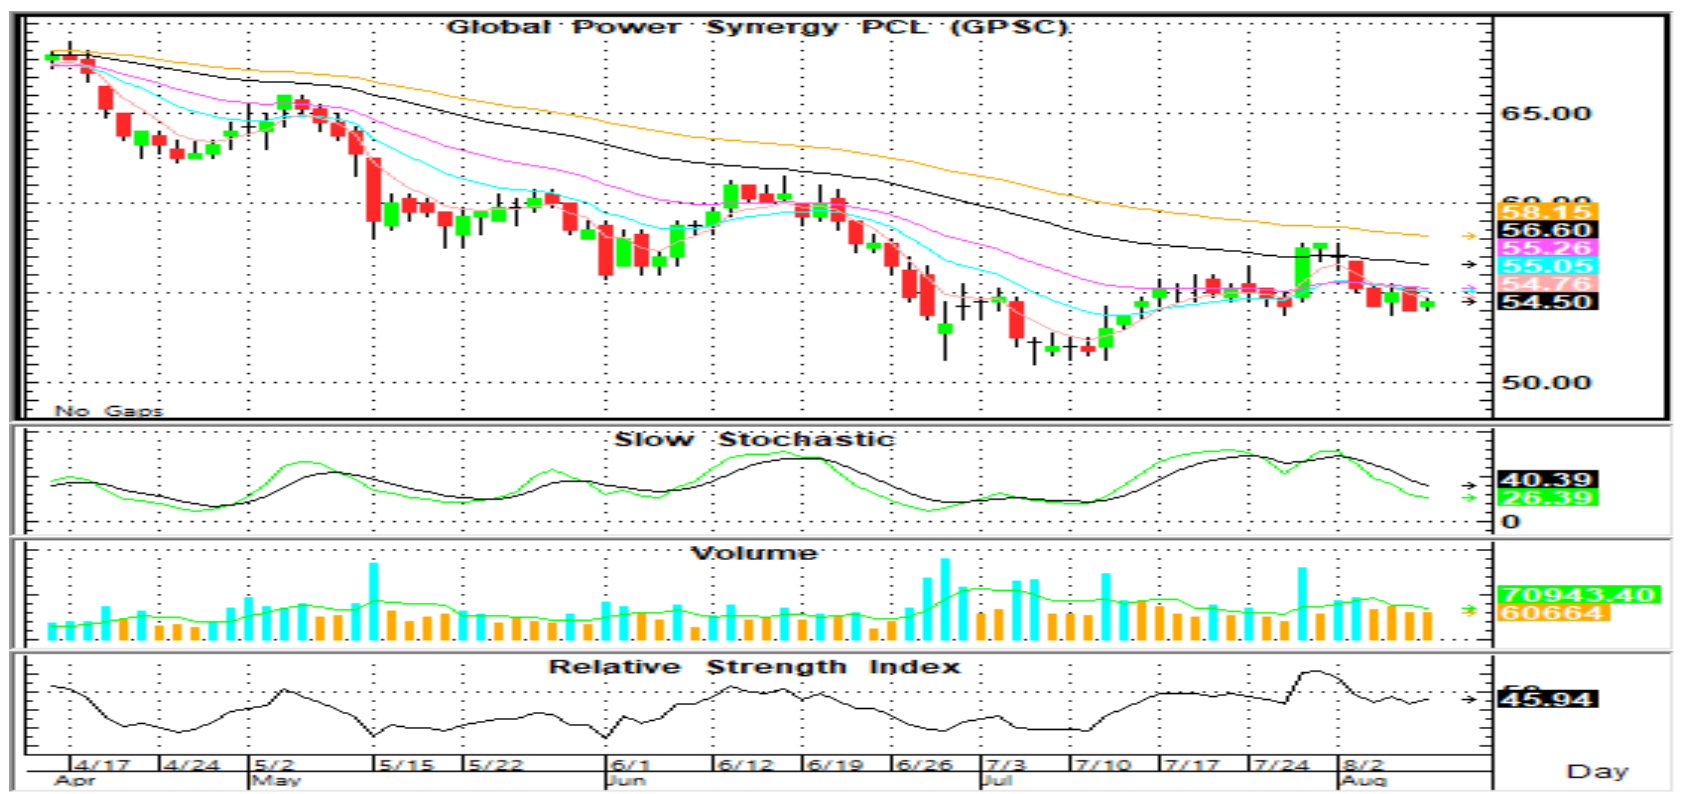 Global Power Synergy PCL (GPSC)
65.00
58.15
56.60
55.26
55.05
54.76
54.50
50.00
No Gaps
Slow Stochastic
40.39
26.39
0
Volume
70943.40
60664
Relative Strength Index
45.94
4/17 4/24 5/2 5/15 5/22 6/1 6/12 6/19 6/26 7/3 7/10 7/17 7/24 8/2
Apr May Jun Jul Aug
Day